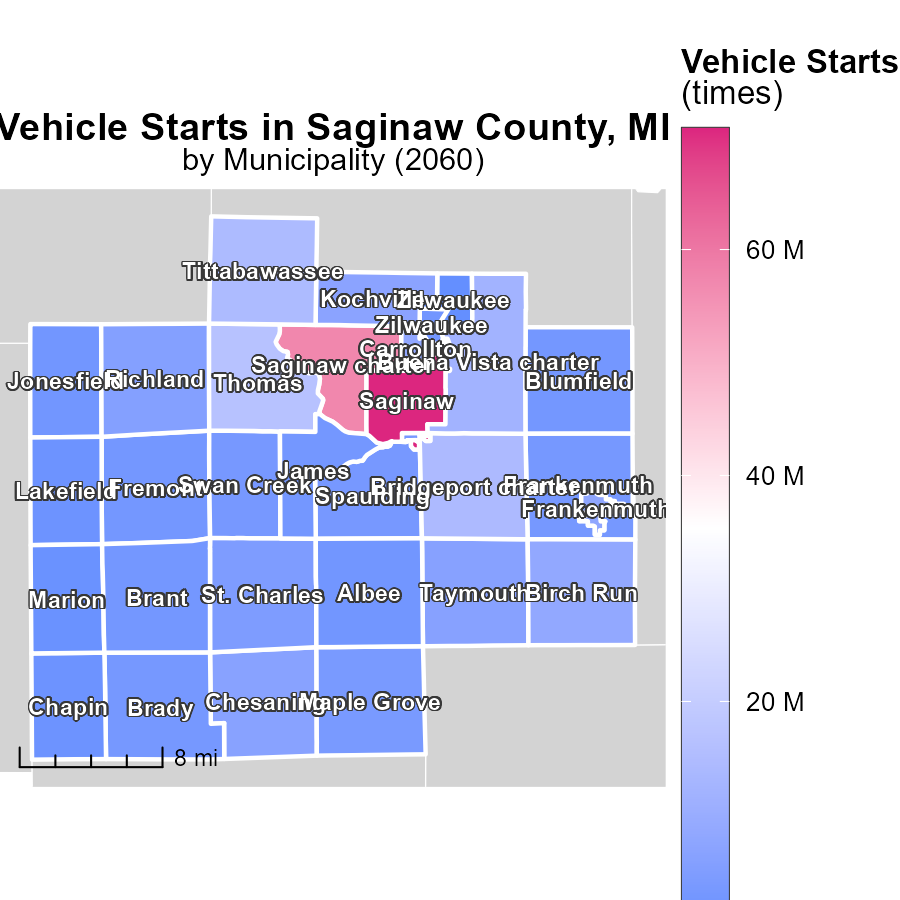 Vehicle Starts
(times)
Vehicle Starts in Saginaw County, MI
by Municipality (2060)
60 M
40 M
20 M
Tittabawassee
Kochville
Zilwaukee
Zilwaukee
Carrollton
Buena Vista charter
Saginaw charter
Jonesfield
Richland
Thomas
Blumfield
Saginaw
James
Lakefield
Fremont
Swan Creek
Spaulding
Bridgeport charter
Frankenmuth
Frankenmuth
Marion
Brant
St. Charles
Albee
Taymouth
Birch Run
Chapin
Brady
Chesaning
Maple Grove
8 mi